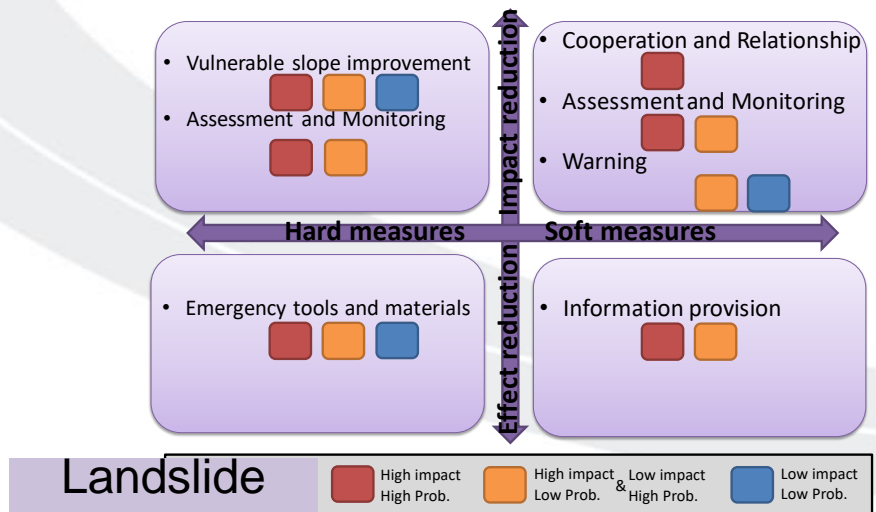 • Vulnerable slope improvement
• Assessment and Monitoring
Impact reduction
• Cooperation and Relationship
• Assessment and Monitoring
• Warning
Hard measures
Soft measures
• Emergency tools and materials
Effect reduction
• Information provision
Landslide
High impact
High Prob.
High impact
Low Prob.
&
Low impact
High Prob.
Low impact
Low Prob.